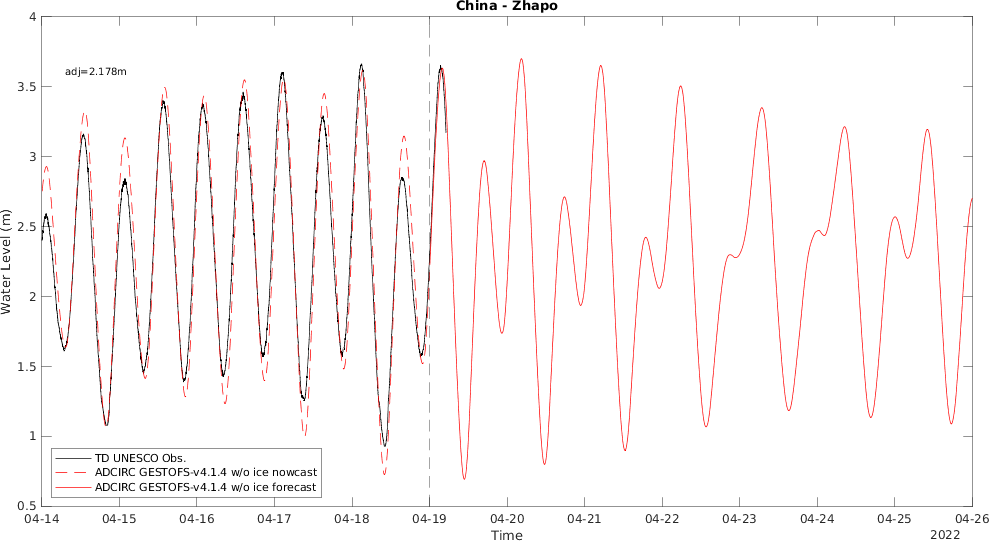 China - Zhapo
adj=2.178m
4
3.5
3
2.5
2
1.5
1
0.5
Water Level (m)
TD UNESCO Obs.
ADCIRC GESTOFS-v4.1.4 w/o ice nowcast
ADCIRC GESTOFS-v4.1.4 w/o ice forecast
04-14 04-15 04-16 04-17 04-18 04-19 04-20 04-21 04-22 04-23 04-24 04-25 04-26
Time
2022